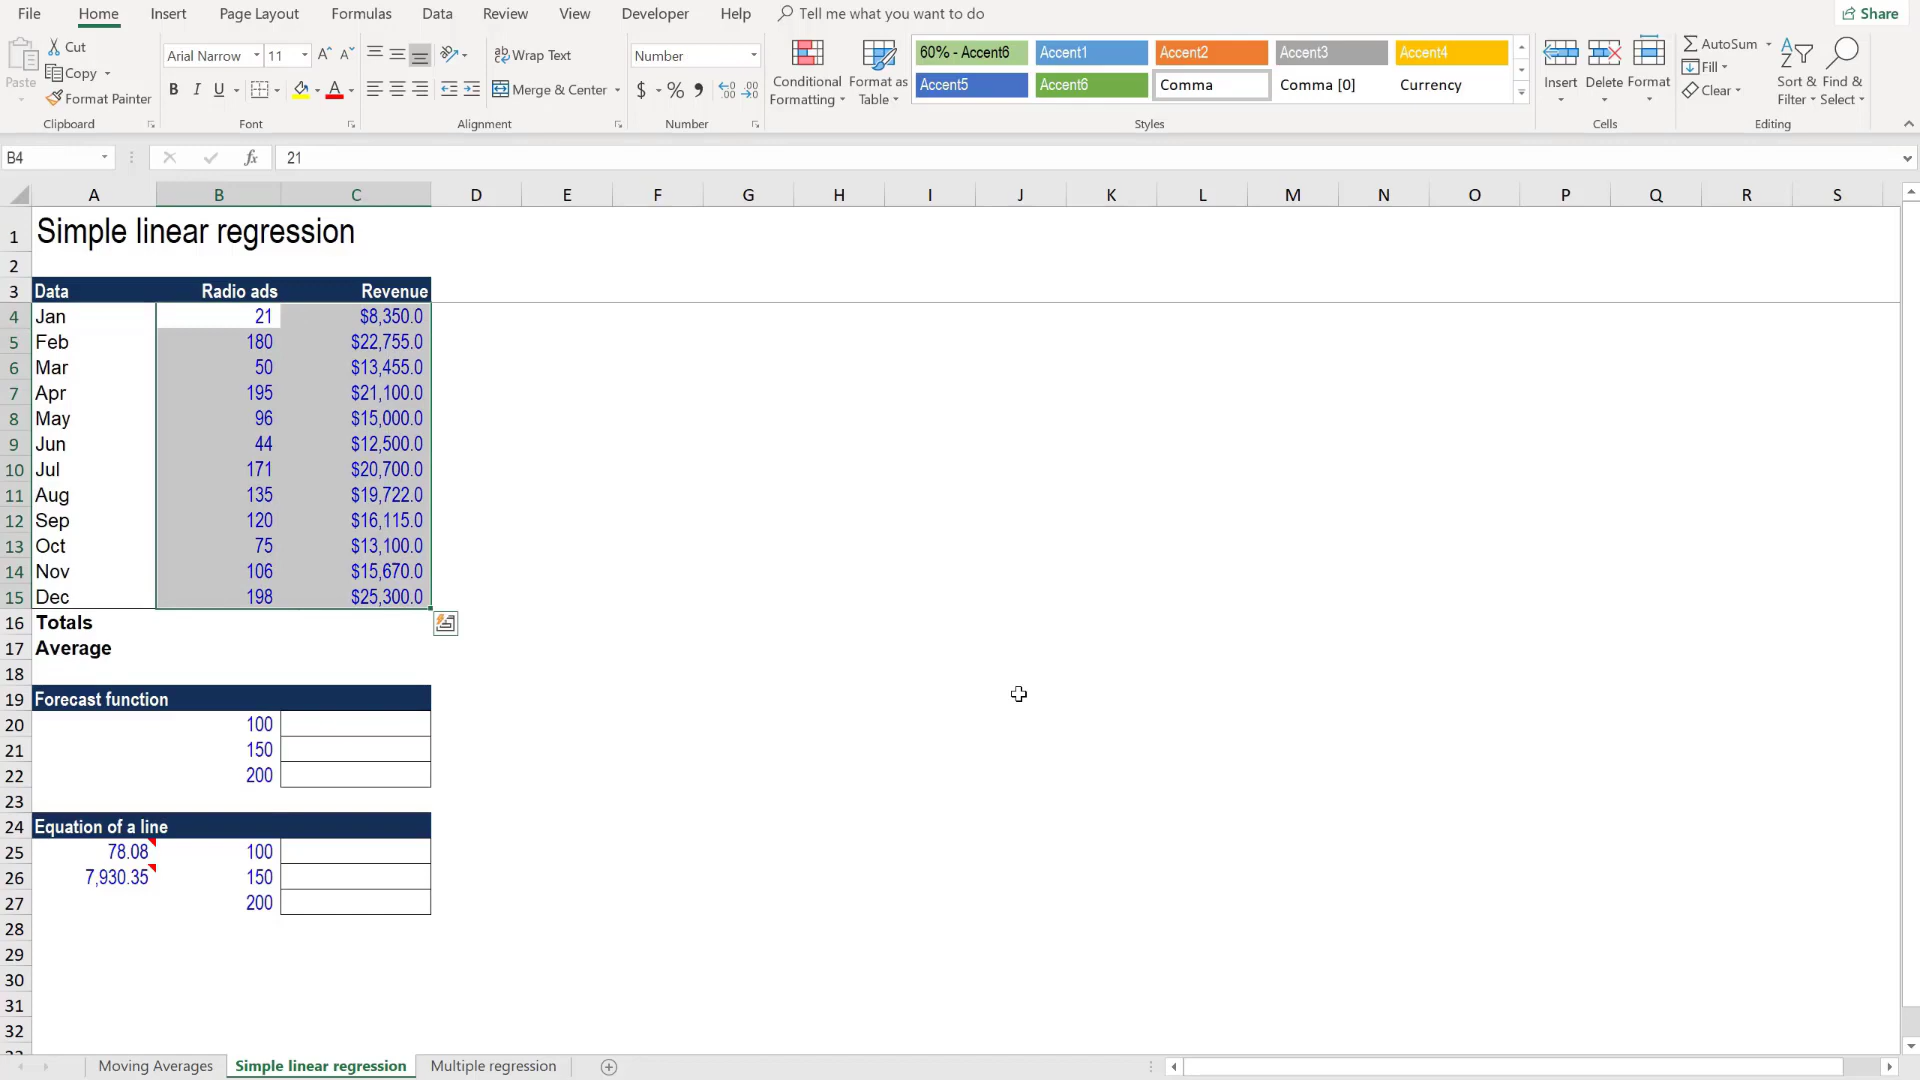 File Home Insert Page Layout Formulas Data Review View Developer Help Tell me what you want to do Share
Paste Cut Copy Format Painter Clipboard
Arial Narrow 11 A A B I U A Font
ab Wrap Text Merge & Center Alignment
Number $ % Number
Conditional Formatting Format as Table
60% - Accent6 Accent1 Accent2 Accent3 Accent4
Accent5 Accent6 Comma Comma [0] Currency
Styles
Insert Delete Format Cells
AutoSum Fill Clear Sort & Filter Find & Select Editing
B4 fx 21
A B C D E F G H I J K L M N O P Q R S
1 Simple linear regression
2
3 Data Radio ads Revenue
4 Jan 21 $8,350.0
5 Feb 180 $22,755.0
6 Mar 50 $13,455.0
7 Apr 195 $21,100.0
8 May 96 $15,000.0
9 Jun 44 $12,500.0
10 Jul 171 $20,700.0
11 Aug 135 $19,722.0
12 Sep 120 $16,115.0
13 Oct 75 $13,100.0
14 Nov 106 $15,670.0
15 Dec 198 $25,300.0
16 Totals
17 Average
18
19 Forecast function
20 100
21 150
22 200
23
24 Equation of a line
25 78.08 100
26 7,930.35 150
27 200
28
29
30
31
32
Moving Averages Simple linear regression Multiple regression